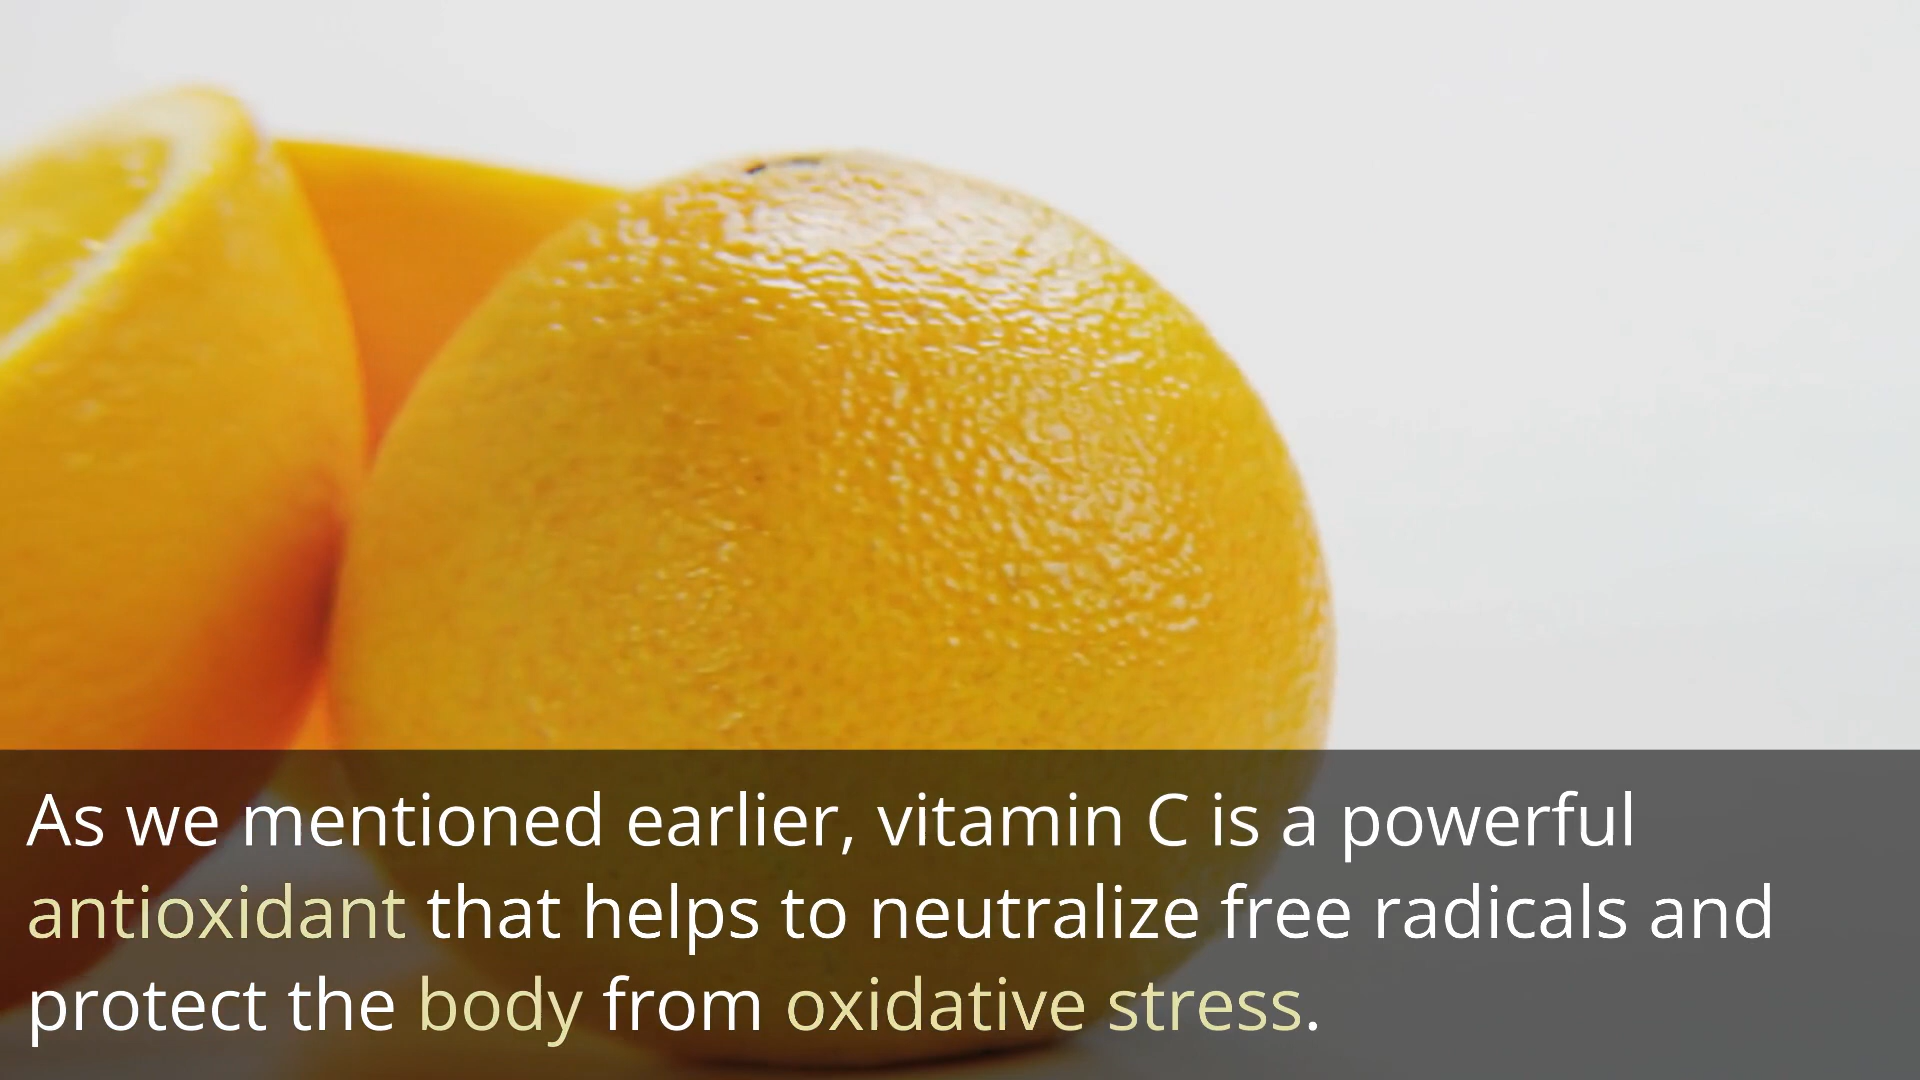 As we mentioned earlier, vitamin C is a powerful
antioxidant that helps to neutralize free radicals and
protect the body from oxidative stress.